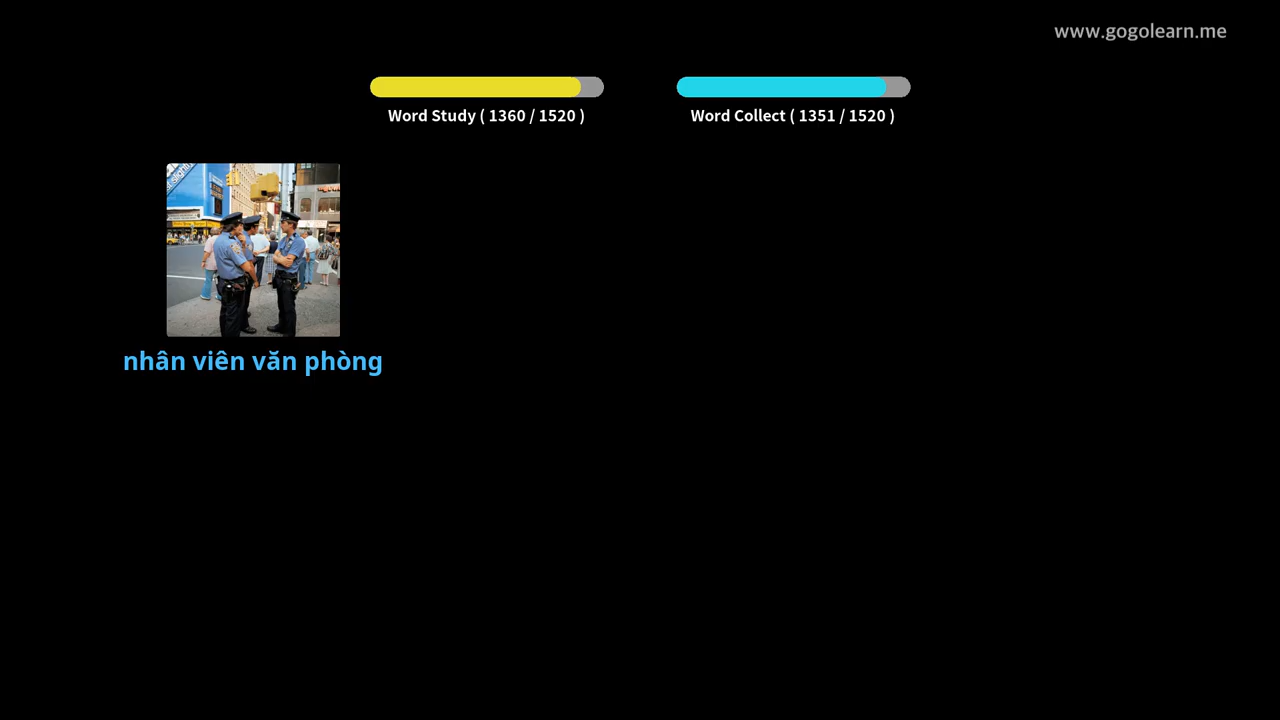 www.gogolearn.me
Word Study ( 1360 / 1520 )
Word Collect ( 1351 / 1520 )
nhân viên văn phòng